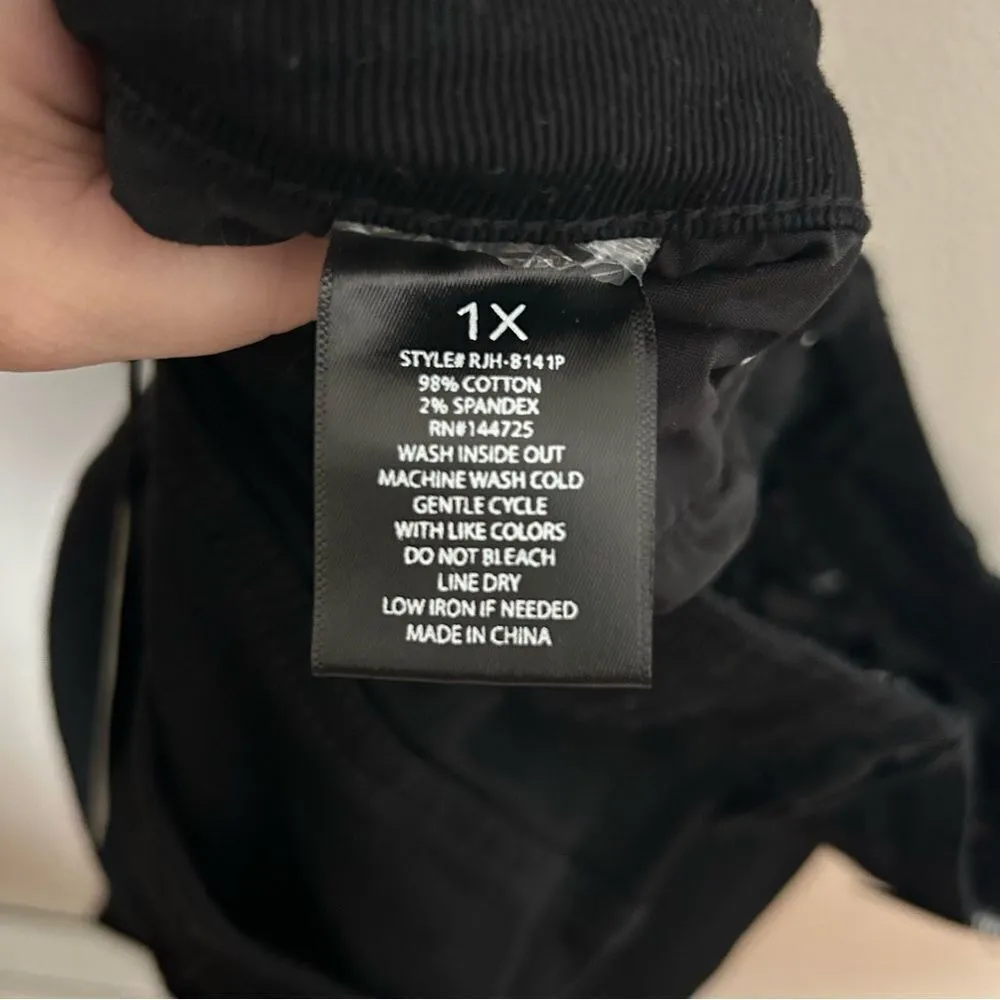 1X
STYLE# RJH-8141P
98% COTTON
2% SPANDEX
RN#144725
WASH INSIDE OUT
MACHINE WASH COLD
GENTLE CYCLE
WITH LIKE COLORS
DO NOT BLEACH
LINE DRY
LOW IRON IF NEEDED
MADE IN CHINA